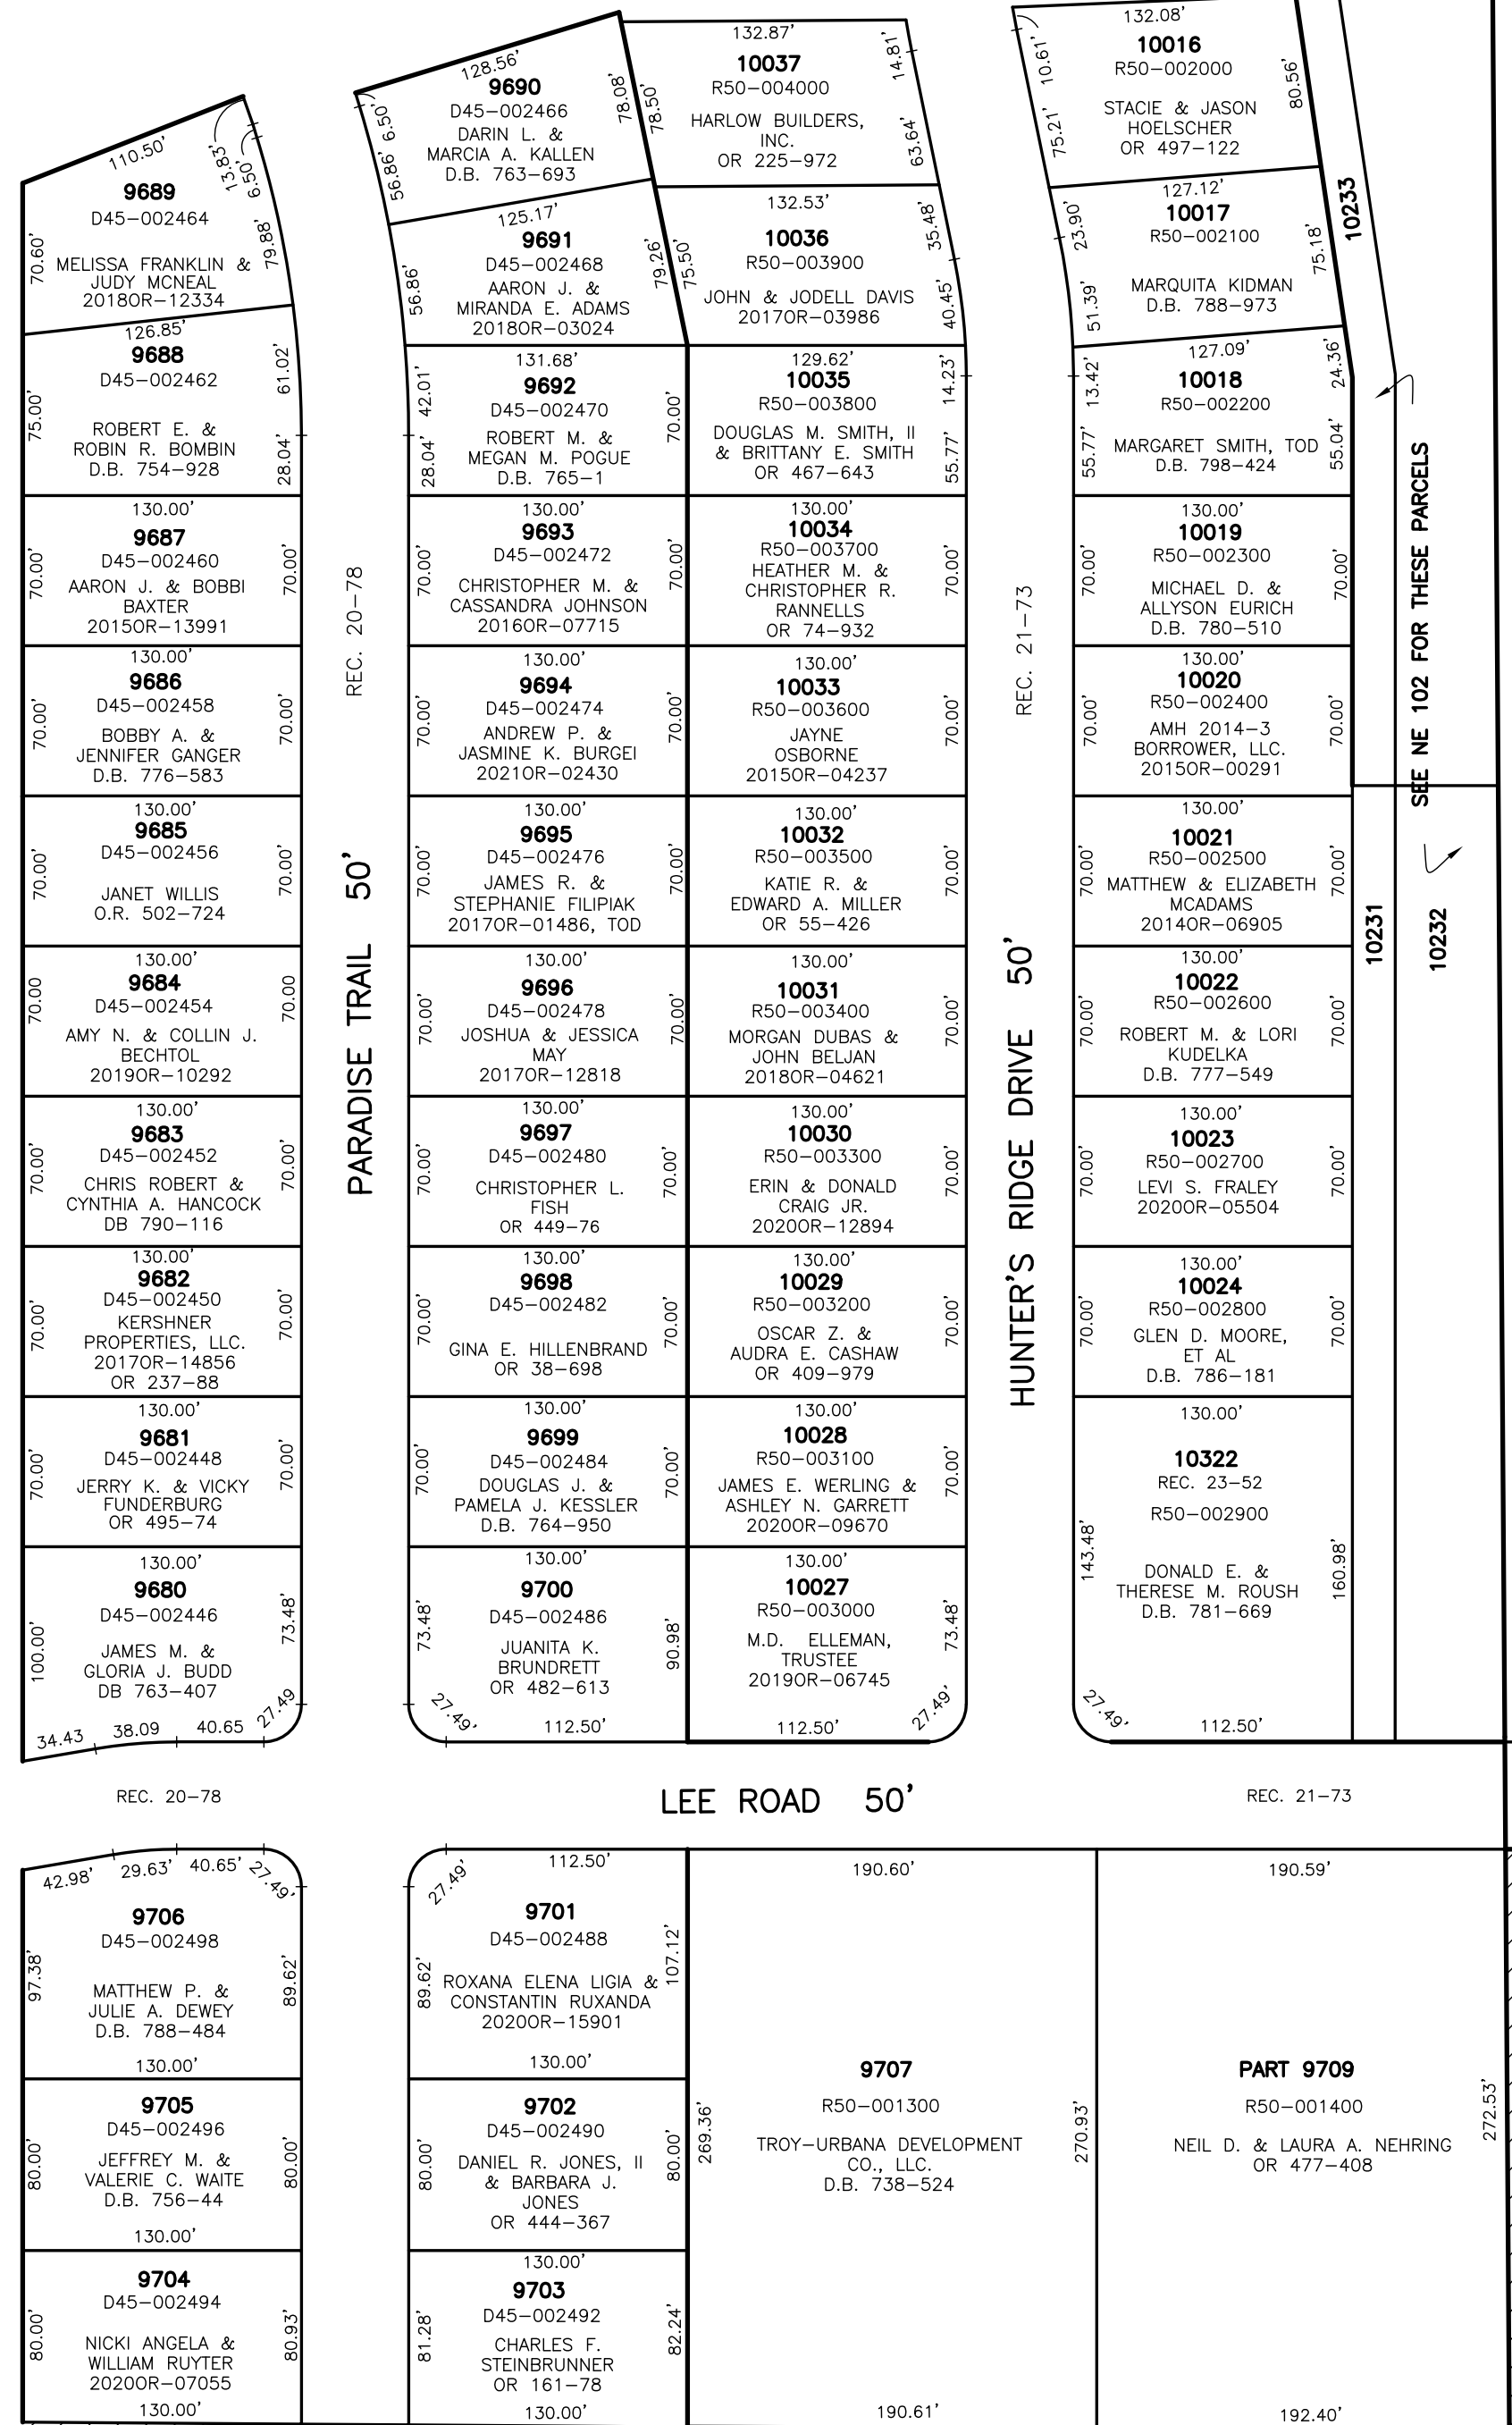 110.50'
13.83'
6.50'
9689
D45-002464
70.60'
79.88'
MELISSA FRANKLIN &
JUDY MCNEAL
2018OR-12334
126.85'
9688
D45-002462
75.00'
61.02'
ROBERT E. &
ROBIN R. BOMBIN
D.B. 754-928
28.04'
130.00'
9687
D45-002460
70.00'
70.00'
AARON J. & BOBBI
BAXTER
2015OR-13991
130.00'
9686
D45-002458
70.00'
70.00'
BOBBY A. &
JENNIFER GANGER
D.B. 776-583
130.00'
9685
D45-002456
70.00'
70.00'
JANET WILLIS
O.R. 502-724
130.00'
9684
D45-002454
70.00
70.00
AMY N. & COLLIN J.
BECHTOL
2019OR-10292
130.00'
9683
D45-002452
70.00'
70.00'
CHRIS ROBERT &
CYNTHIA A. HANCOCK
DB 790-116
130.00'
9682
D45-002450
70.00'
70.00'
KERSHNER
PROPERTIES, LLC.
2017OR-14856
OR 237-88
130.00'
9681
D45-002448
70.00'
70.00'
JERRY K. & VICKY
FUNDERBURG
OR 495-74
130.00'
9680
D45-002446
100.00'
73.48'
JAMES M. &
GLORIA J. BUDD
DB 763-407
34.43
38.09
40.65
27.49
REC. 20-78
PARADISE TRAIL 50'
128.56'
9690
D45-002466
6.50'
78.08'
DARIN L. &
MARCIA A. KALLEN
D.B. 763-693
56.86'
125.17'
9691
D45-002468
56.86'
79.26'
AARON J. &
MIRANDA E. ADAMS
2018OR-03024
131.68'
9692
D45-002470
42.01'
70.00'
ROBERT M. &
MEGAN M. POGUE
D.B. 765-1
28.04'
130.00'
9693
D45-002472
70.00'
70.00'
CHRISTOPHER M. &
CASSANDRA JOHNSON
2016OR-07715
130.00'
9694
D45-002474
70.00'
70.00'
ANDREW P. &
JASMINE K. BURGEI
2021OR-02430
130.00'
9695
D45-002476
70.00'
70.00'
JAMES R. &
STEPHANIE FILIPIAK
2017OR-01486, TOD
130.00'
9696
D45-002478
70.00'
70.00'
JOSHUA & JESSICA
MAY
2017OR-12818
130.00'
9697
D45-002480
70.00'
70.00'
CHRISTOPHER L.
FISH
OR 449-76
130.00'
9698
D45-002482
70.00'
70.00'
GINA E. HILLENBRAND
OR 38-698
130.00'
9699
D45-002484
70.00'
70.00'
DOUGLAS J. &
PAMELA J. KESSLER
D.B. 764-950
130.00'
9700
D45-002486
73.48'
90.98'
JUANITA K.
BRUNDRETT
OR 482-613
27.49'
112.50'
132.87'
10037
R50-004000
14.81'
78.50'
HARLOW BUILDERS,
INC.
OR 225-972
63.64'
132.53'
10036
R50-003900
35.48'
75.50'
JOHN & JODELL DAVIS
2017OR-03986
40.45'
129.62'
10035
R50-003800
14.23'
DOUGLAS M. SMITH, II
& BRITTANY E. SMITH
OR 467-643
55.77'
130.00'
10034
R50-003700
HEATHER M. &
CHRISTOPHER R.
RANNELLS
OR 74-932
70.00'
130.00'
10033
R50-003600
JAYNE
OSBORNE
2015OR-04237
70.00'
130.00'
10032
R50-003500
KATIE R. &
EDWARD A. MILLER
OR 55-426
70.00'
130.00'
10031
R50-003400
MORGAN DUBAS &
JOHN BELJAN
2018OR-04621
70.00'
130.00'
10030
R50-003300
ERIN & DONALD
CRAIG JR.
2020OR-12894
70.00'
130.00'
10029
R50-003200
OSCAR Z. &
AUDRA E. CASHAW
OR 409-979
70.00'
130.00'
10028
R50-003100
JAMES E. WERLING &
ASHLEY N. GARRETT
2020OR-09670
70.00'
130.00'
10027
R50-003000
M.D. ELLEMAN,
TRUSTEE
2019OR-06745
73.48'
112.50'
27.49'
REC. 21-73
HUNTER'S RIDGE DRIVE 50'
132.08'
10016
R50-002000
10.61'
80.56'
STACIE & JASON
HOELSCHER
OR 497-122
75.21'
127.12'
10017
R50-002100
23.90'
75.18'
MARQUITA KIDMAN
D.B. 788-973
51.39'
127.09'
10018
R50-002200
13.42'
24.36'
MARGARET SMITH, TOD
D.B. 798-424
55.77'
55.04'
130.00'
10019
R50-002300
70.00'
70.00'
MICHAEL D. &
ALLYSON EURICH
D.B. 780-510
130.00'
10020
R50-002400
70.00'
70.00'
AMH 2014-3
BORROWER, LLC.
2015OR-00291
130.00'
10021
R50-002500
70.00'
70.00'
MATTHEW & ELIZABETH
MCADAMS
2014OR-06905
130.00'
10022
R50-002600
70.00'
70.00'
ROBERT M. & LORI
KUDELKA
D.B. 777-549
130.00'
10023
R50-002700
70.00'
70.00'
LEVI S. FRALEY
2020OR-05504
130.00'
10024
R50-002800
70.00'
70.00'
GLEN D. MOORE,
ET AL
D.B. 786-181
130.00'
10322
REC. 23-52
R50-002900
143.48'
160.98'
DONALD E. &
THERESE M. ROUSH
D.B. 781-669
27.49'
112.50'
10233
SEE NE 102 FOR THESE PARCELS
10231
10232
REC. 20-78
LEE ROAD 50'
REC. 21-73
42.98'
29.63'
40.65'
27.49'
9706
D45-002498
97.38'
89.62'
MATTHEW P. &
JULIE A. DEWEY
D.B. 788-484
130.00'
9705
D45-002496
80.00'
80.00'
JEFFREY M. &
VALERIE C. WAITE
D.B. 756-44
130.00'
9704
D45-002494
80.00'
80.93'
NICKI ANGELA &
WILLIAM RUYTER
2020OR-07055
130.00'
27.49'
112.50'
9701
D45-002488
89.62'
107.12'
ROXANA ELENA LIGIA &
CONSTANTIN RUXANDA
2020OR-15901
130.00'
9702
D45-002490
80.00'
80.00'
DANIEL R. JONES, II
& BARBARA J.
JONES
OR 444-367
130.00'
9703
D45-002492
81.28'
82.24'
CHARLES F.
STEINBRUNNER
OR 161-78
130.00'
190.60'
9707
R50-001300
269.36'
270.93'
TROY-URBANA DEVELOPMENT
CO., LLC.
D.B. 738-524
190.61'
190.59'
PART 9709
R50-001400
272.53'
NEIL D. & LAURA A. NEHRING
OR 477-408
192.40'